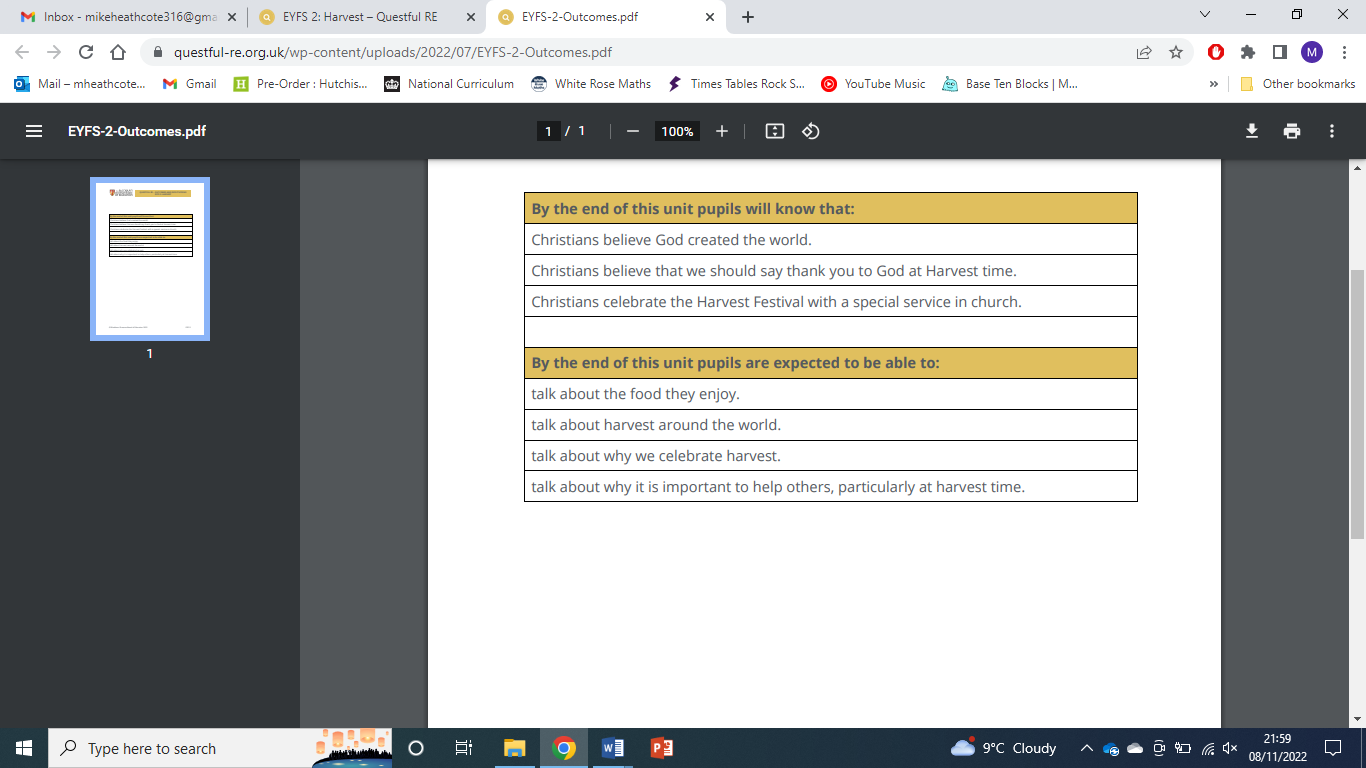 Inbox - mikeheathcote316@gma
EYFS 2: Harvest – Questful RE
EYFS-2-Outcomes.pdf
questful-re.org.uk/wp-content/uploads/2022/07/EYFS-2-Outcomes.pdf
M
Mail – mheathcote...
Gmail
Pre-Order : Hutchis...
National Curriculum
White Rose Maths
Times Tables Rock S...
YouTube Music
Base Ten Blocks | M...
»
Other bookmarks
EYFS-2-Outcomes.pdf
1 / 1
100%
1
By the end of this unit pupils will know that:
Christians believe God created the world.
Christians believe that we should say thank you to God at Harvest time.
Christians celebrate the Harvest Festival with a special service in church.
By the end of this unit pupils are expected to be able to:
talk about the food they enjoy.
talk about harvest around the world.
talk about why we celebrate harvest.
talk about why it is important to help others, particularly at harvest time.
Type here to search
9°C Cloudy
21:59
08/11/2022